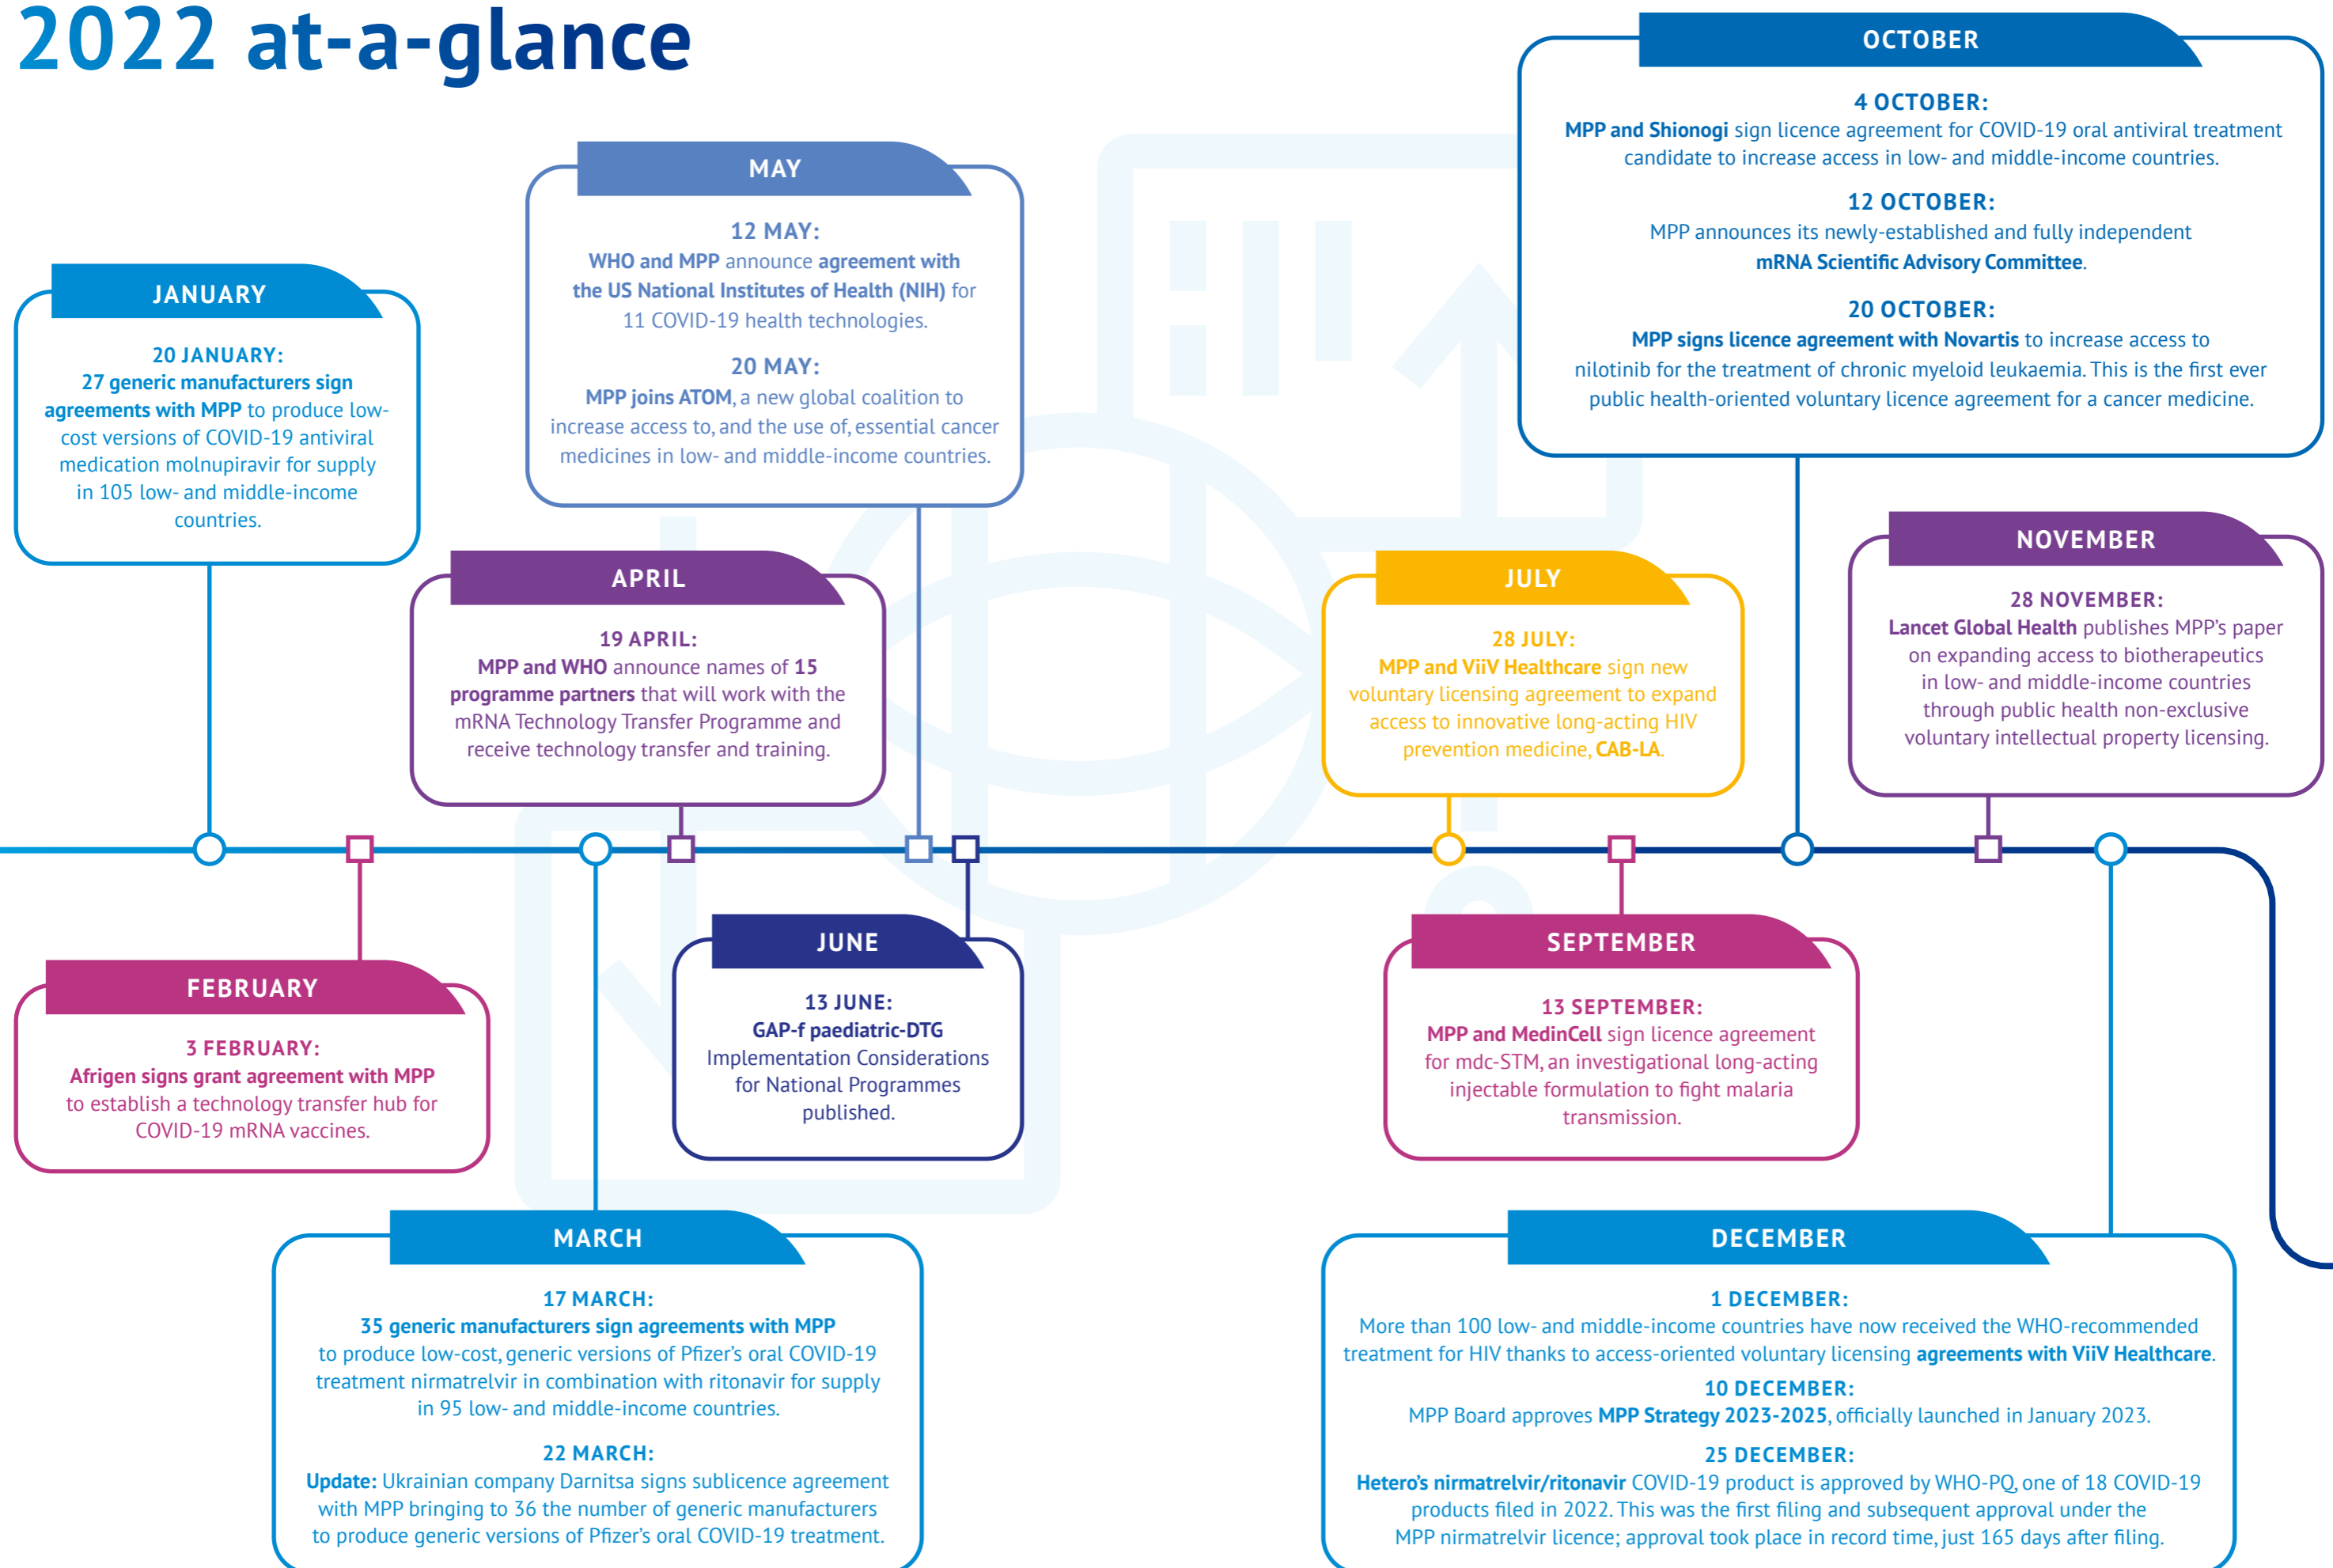 2022 at-a-glance
JANUARY
20 JANUARY:
27 generic manufacturers sign
agreements with MPP to produce low-
cost versions of COVID-19 antiviral
medication molnupiravir for supply
in 105 low- and middle-income
countries.
FEBRUARY
3 FEBRUARY:
Afrigen signs grant agreement with MPP
to establish a technology transfer hub for
COVID-19 mRNA vaccines.
MARCH
17 MARCH:
35 generic manufacturers sign agreements with MPP
to produce low-cost, generic versions of Pfizer's oral COVID-19
treatment nirmatrelvir in combination with ritonavir for supply
in 95 low- and middle-income countries.
22 MARCH:
Update: Ukrainian company Darnitsa signs sublicence agreement
with MPP bringing to 36 the number of generic manufacturers
to produce generic versions of Pfizer's oral COVID-19 treatment.
APRIL
19 APRIL:
MPP and WHO announce names of 15
programme partners that will work with the
mRNA Technology Transfer Programme and
receive technology transfer and training.
MAY
12 MAY:
WHO and MPP announce agreement with
the US National Institutes of Health (NIH) for
11 COVID-19 health technologies.
20 MAY:
MPP joins ATOM, a new global coalition to
increase access to, and the use of, essential cancer
medicines in low- and middle-income countries.
JUNE
13 JUNE:
GAP-f paediatric-DTG
Implementation Considerations
for National Programmes
published.
JULY
28 JULY:
MPP and ViiV Healthcare sign new
voluntary licensing agreement to expand
access to innovative long-acting HIV
prevention medicine, CAB-LA.
SEPTEMBER
13 SEPTEMBER:
MPP and MedinCell sign licence agreement
for mdc-STM, an investigational long-acting
injectable formulation to fight malaria
transmission.
OCTOBER
4 OCTOBER:
MPP and Shionogi sign licence agreement for COVID-19 oral antiviral treatment
candidate to increase access in low- and middle-income countries.
12 OCTOBER:
MPP announces its newly-established and fully independent
mRNA Scientific Advisory Committee.
20 OCTOBER:
MPP signs licence agreement with Novartis to increase access to
nilotinib for the treatment of chronic myeloid leukaemia. This is the first ever
public health-oriented voluntary licence agreement for a cancer medicine.
NOVEMBER
28 NOVEMBER:
Lancet Global Health publishes MPP's paper
on expanding access to biotherapeutics
in low- and middle-income countries
through public health non-exclusive
voluntary intellectual property licensing.
DECEMBER
1 DECEMBER:
More than 100 low- and middle-income countries have now received the WHO-recommended
treatment for HIV thanks to access-oriented voluntary licensing agreements with ViiV Healthcare.
10 DECEMBER:
MPP Board approves MPP Strategy 2023-2025, officially launched in January 2023.
25 DECEMBER:
Hetero's nirmatrelvir/ritonavir COVID-19 product is approved by WHO-PQ, one of 18 COVID-19
products filed in 2022. This was the first filing and subsequent approval under the
MPP nirmatrelvir licence; approval took place in record time, just 165 days after filing.